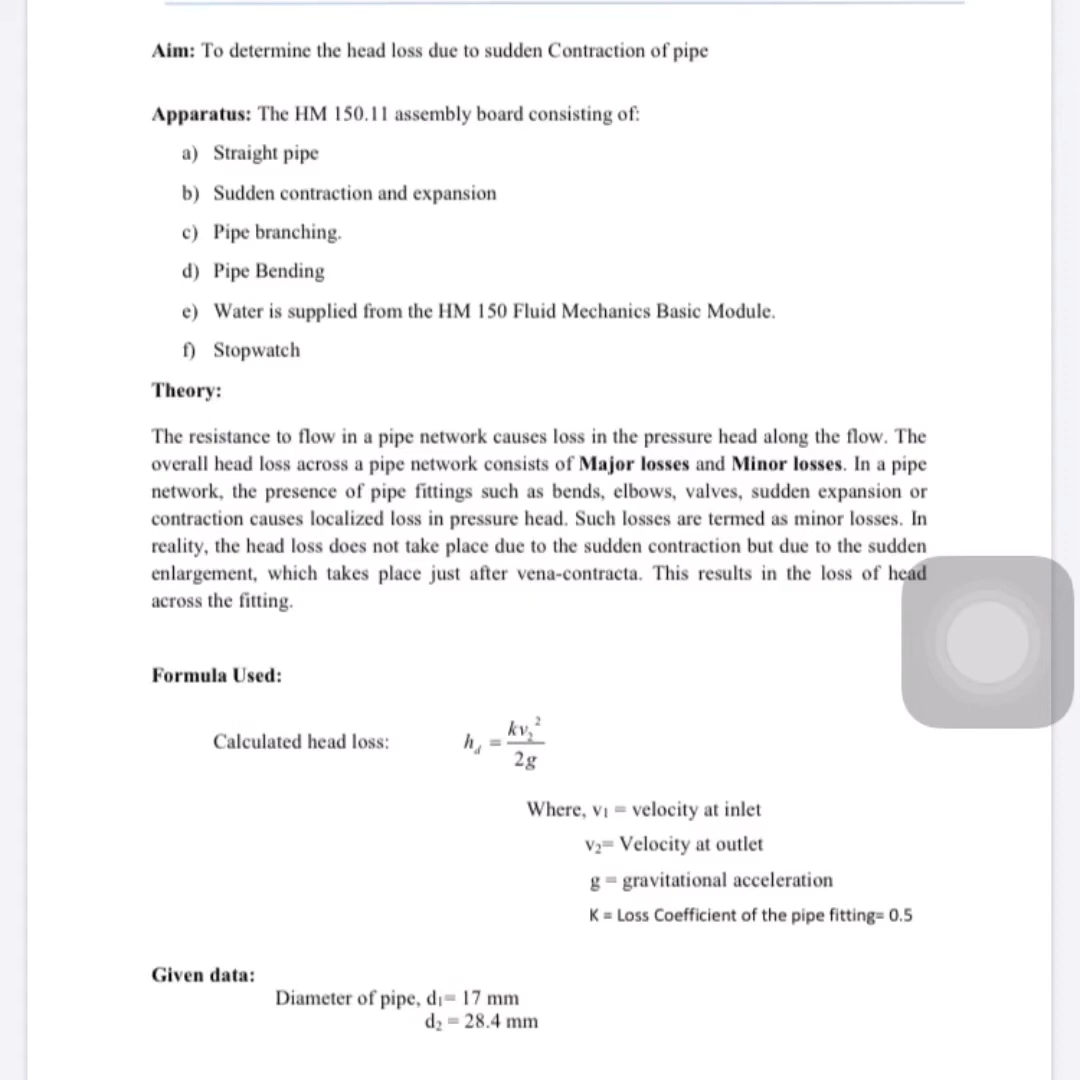 Aim: To determine the head loss due to sudden Contraction of pipe
Apparatus: The HM 150.11 assembly board consisting of:
a) Straight pipe
b) Sudden contraction and expansion
c) Pipe branching.
d) Pipe Bending
e) Water is supplied from the HM 150 Fluid Mechanics Basic Module.
f) Stopwatch
Theory:
The resistance to flow in a pipe network causes loss in the pressure head along the flow. The
overall head loss across a pipe network consists of Major losses and Minor losses. In a pipe
network, the presence of pipe fittings such as bends, elbows, valves, sudden expansion or
contraction causes localized loss in pressure head. Such losses are termed as minor losses. In
reality, the head loss does not take place due to the sudden contraction but due to the sudden
enlargement, which takes place just after vena-contracta. This results in the loss of head
across the fitting.
Formula Used:
Calculated head loss: h_d = kv₂² / 2g
Where, v₁ = velocity at inlet
v₂= Velocity at outlet
g = gravitational acceleration
K = Loss Coefficient of the pipe fitting= 0.5
Given data:
Diameter of pipe, d₁= 17 mm
d₂ = 28.4 mm